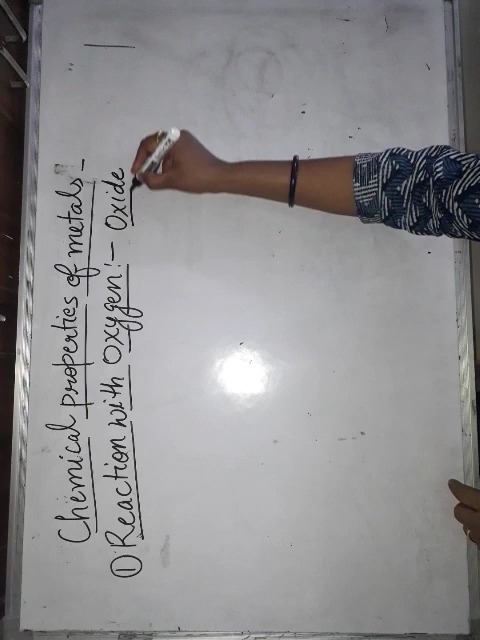 Chemical properties of metals:-
① Reaction with Oxygen:- Oxide